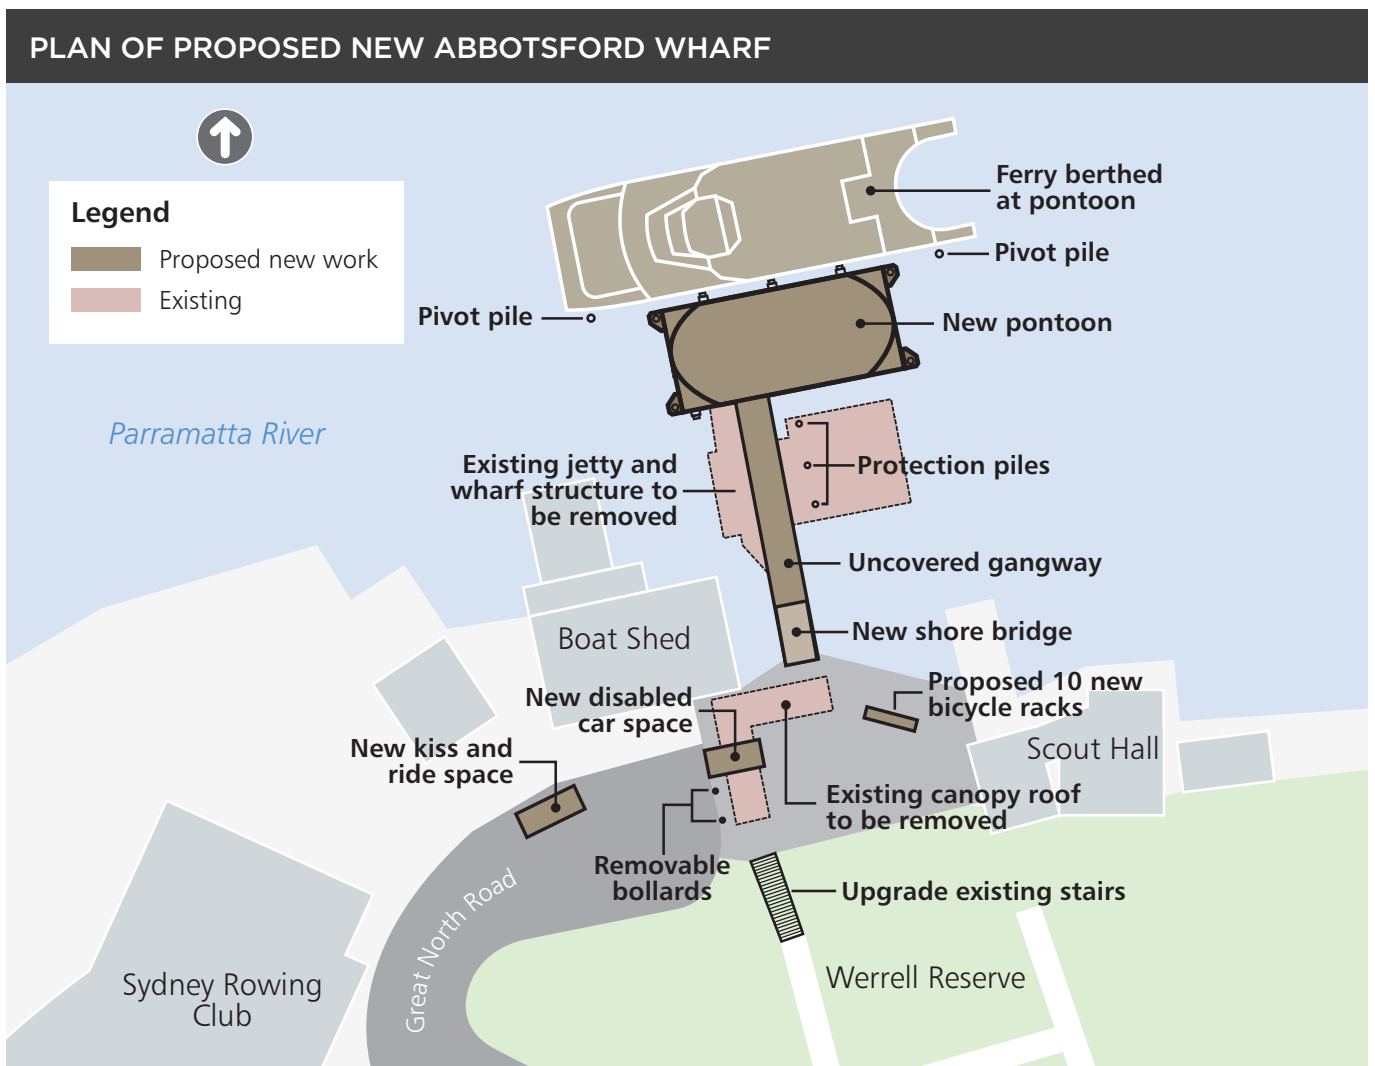 PLAN OF PROPOSED NEW ABBOTSFORD WHARF
Legend
Proposed new work
Existing
Ferry berthed
at pontoon
Pivot pile
Pivot pile
New pontoon
Parramatta River
Existing jetty and
wharf structure to
be removed
Protection piles
Uncovered gangway
New shore bridge
Boat Shed
New disabled
car space
Proposed 10 new
bicycle racks
New kiss and
ride space
Scout Hall
Existing canopy roof
to be removed
Removable
bollards
Upgrade existing stairs
Great North Road
Werrell Reserve
Sydney Rowing
Club